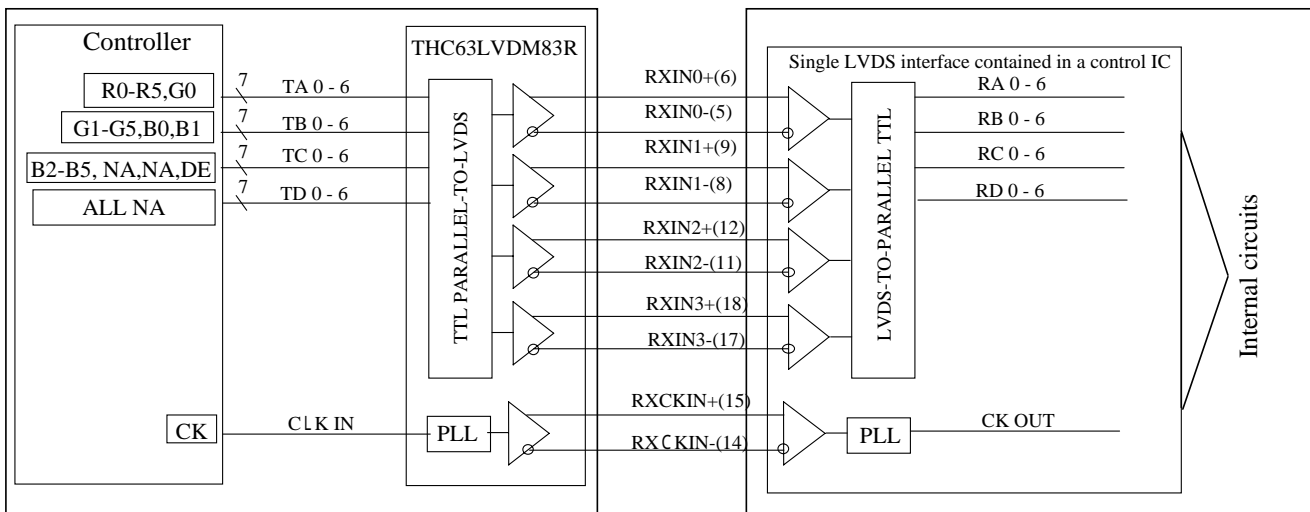 Controller
R0-R5,G0
G1-G5,B0,B1
B2-B5, NA,NA,DE
ALL NA
CK
7
TA 0 - 6
7
TB 0 - 6
7
TC 0 - 6
7
TD 0 - 6
CLK IN
THC63LVDM83R
TTL PARALLEL-TO-LVDS
PLL
RXIN0+(6)
RXIN0-(5)
RXIN1+(9)
RXIN1-(8)
RXIN2+(12)
RXIN2-(11)
RXIN3+(18)
RXIN3-(17)
RXCKIN+(15)
RXCKIN-(14)
Single LVDS interface contained in a control IC
LVDS-TO-PARALLEL TTL
PLL
RA 0 - 6
RB 0 - 6
RC 0 - 6
RD 0 - 6
CK OUT
Internal circuits